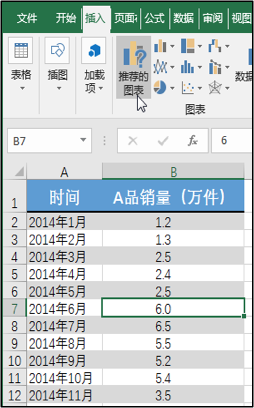 文件 开始 插入 页面 公式 数据 审阅 视图
表格 插图 加载项 推荐的图表 数据
图表
B7 fx 6
A B
1 时间 A品销量（万件）
2 2014年1月 1.2
3 2014年2月 1.3
4 2014年3月 2.5
5 2014年4月 2.4
6 2014年5月 2.5
7 2014年6月 6.0
8 2014年7月 6.5
9 2014年8月 5.5
10 2014年9月 5.2
11 2014年10月 5.4
12 2014年11月 3.5